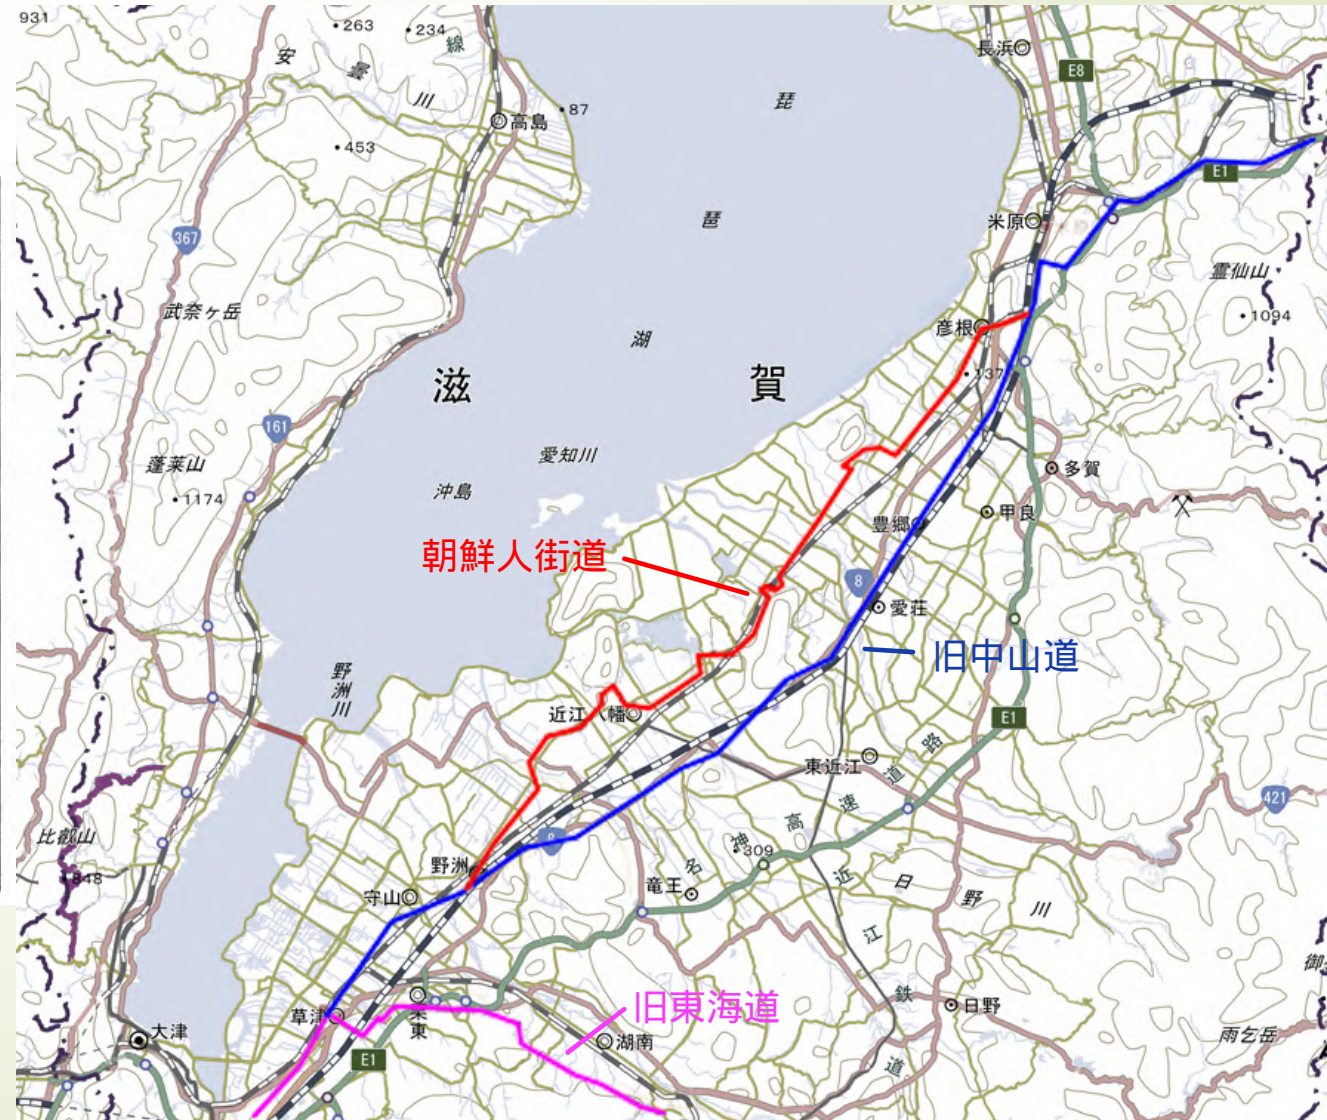 931
263
234
線
安
曇
川
高島
87
453
琵
琶
湖
長浜
E8
E1
米原
霊仙山
1094
367
武奈ヶ岳
彦根
137
滋
賀
161
蓬莱山
1174
愛知川
沖島
多賀
甲良
豊郷
朝鮮人街道
8
愛荘
旧中山道
野洲川
近江八幡
E1
東近江
名
神
高
速
道
路
421
比叡山
848
8
野洲
309
守山
竜王
日
野
川
近
江
鉄
道
草津
栗東
旧東海道
日野
大津
湖南
E1
雨乞岳